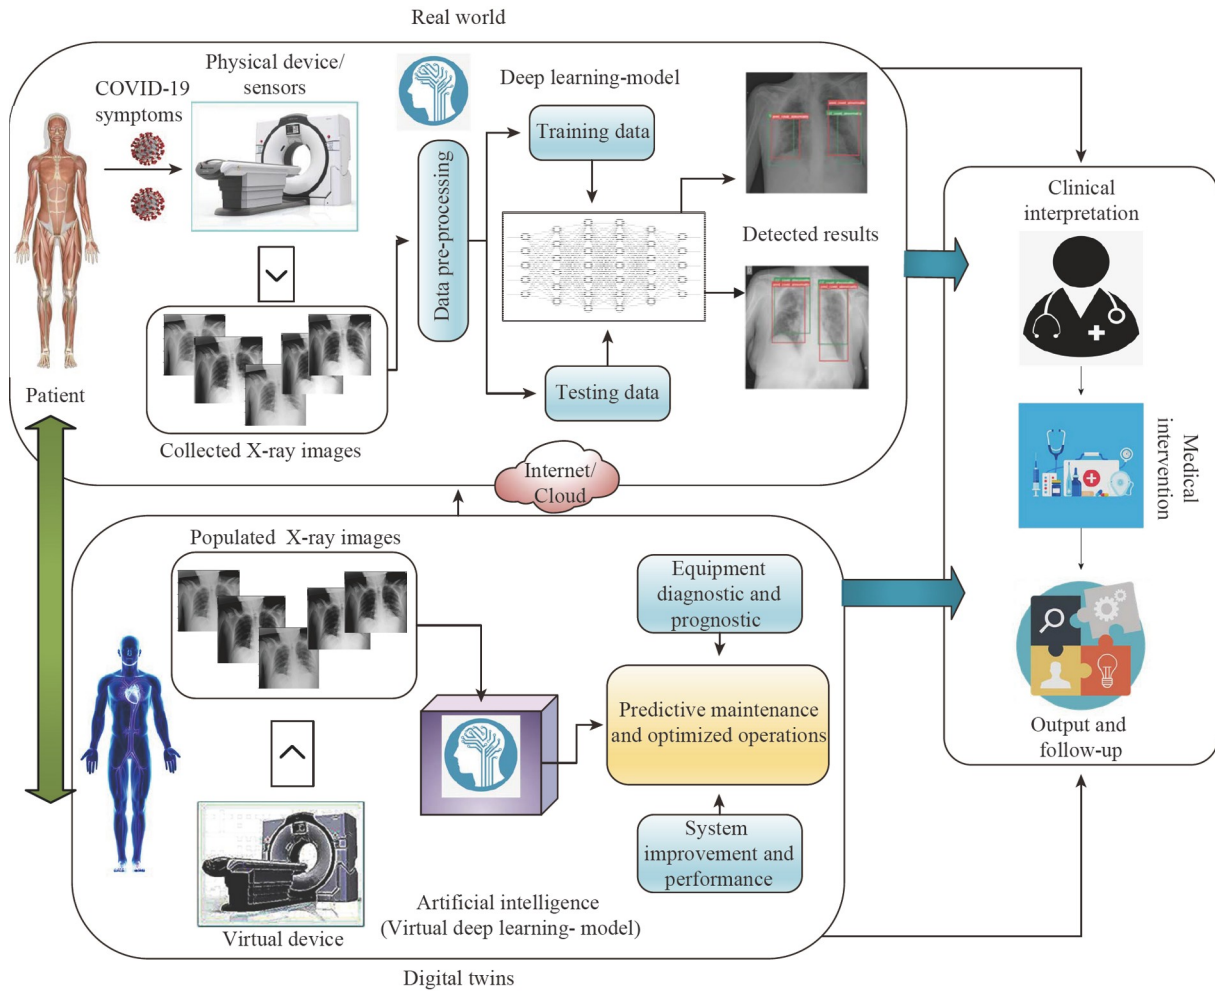 Real world
Physical device/
sensors
COVID-19
symptoms
Deep learning-model
Training data
Data pre-processing
Detected results
Testing data
Patient
Collected X-ray images
Internet/
Cloud
Clinical
interpretation
Medical
intervention
Output and
follow-up
Populated X-ray images
Equipment
diagnostic and
prognostic
Predictive maintenance
and optimized operations
System
improvement and
performance
Artificial intelligence
(Virtual deep learning- model)
Virtual device
Digital twins